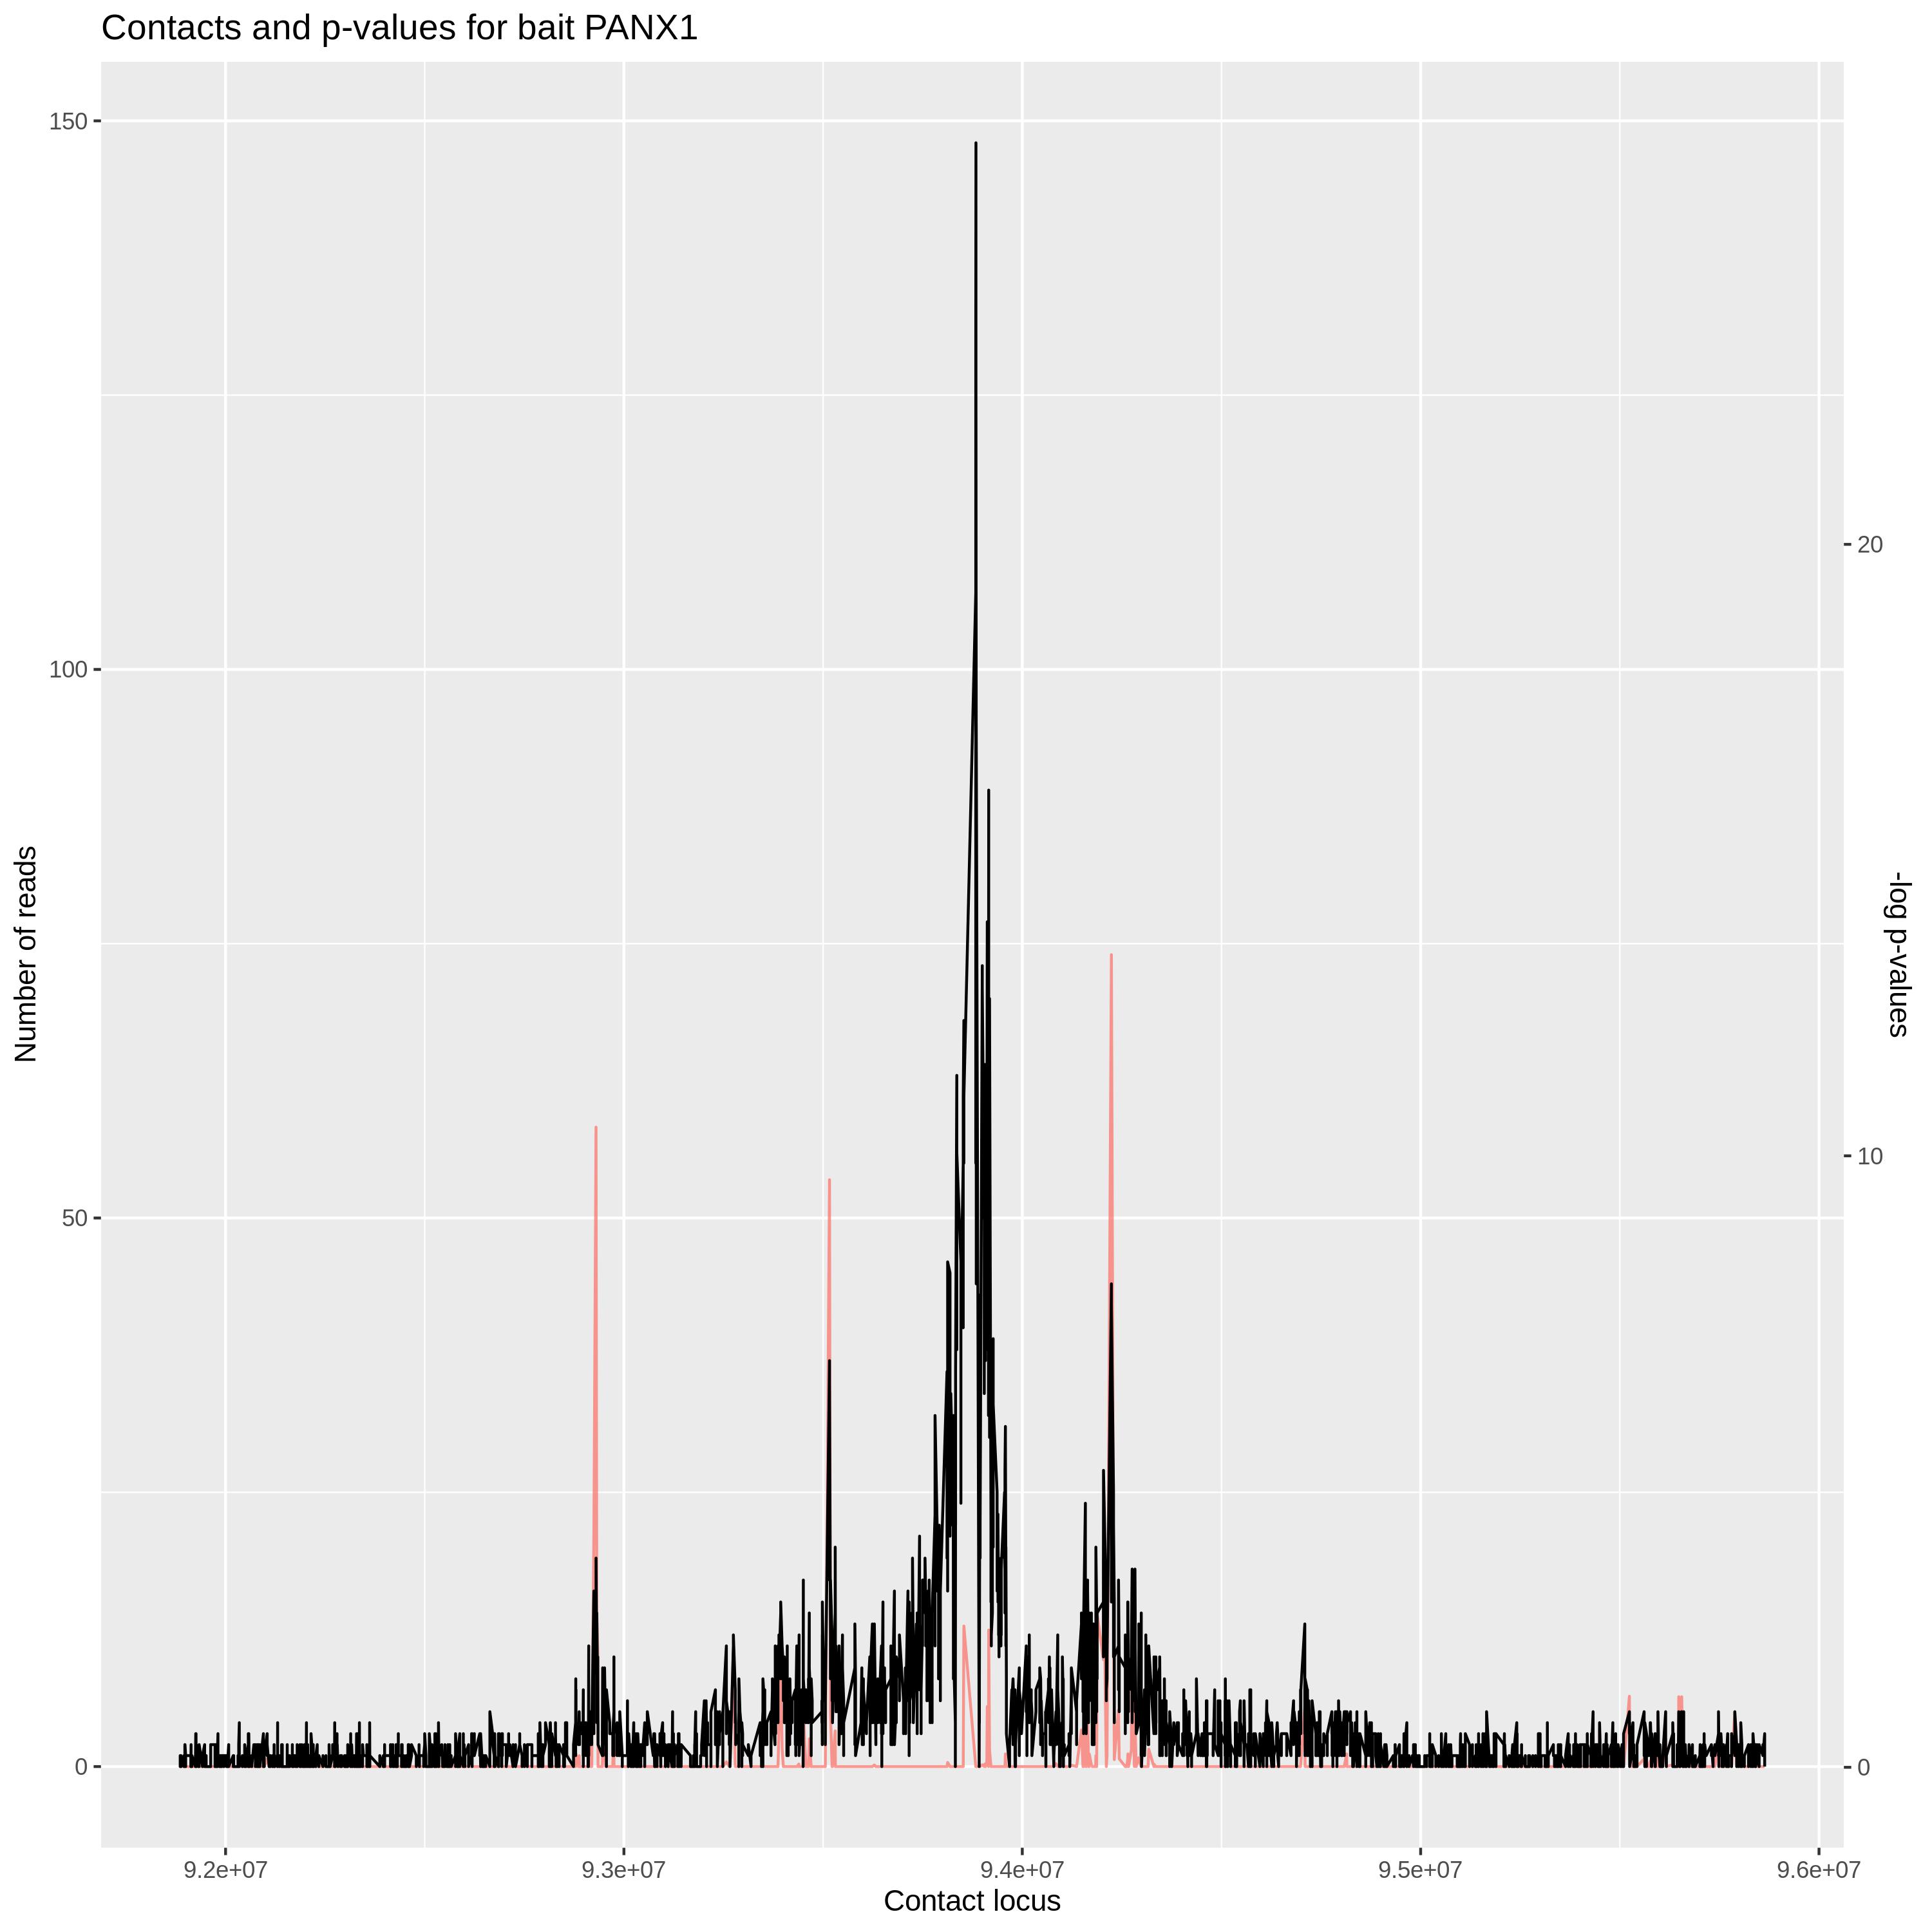 Contacts and p-values for bait PANX1
150
100
50
0
Number of reads
20
10
0
-log p-values
9.2e+07
9.3e+07
9.4e+07
9.5e+07
9.6e+07
Contact locus